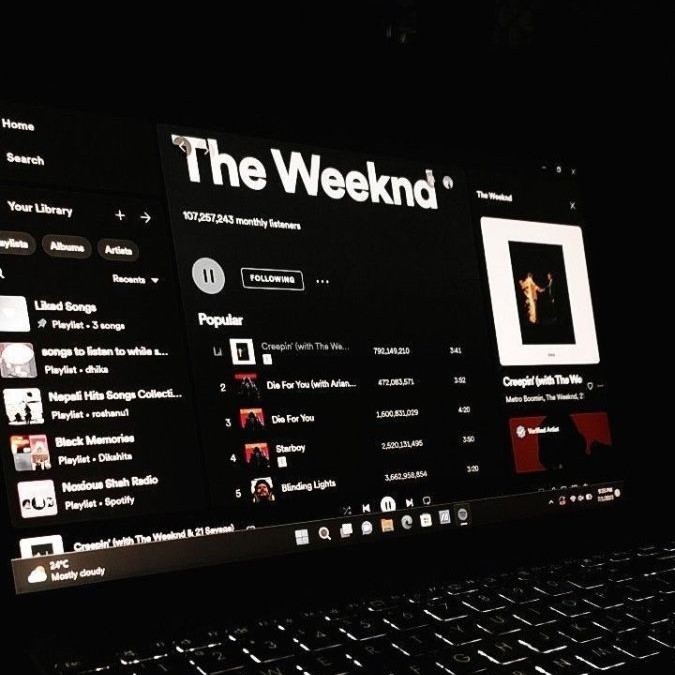 Home
Search
Your Library
Albums
Artists
Recents
Liked Songs
Playlist • 3 songs
songs to listen to while s...
Playlist • dhika
Nepali Hits Songs Collecti...
Playlist • roshanu1
Black Memories
Playlist • Dikshita
Noxious Shah Radio
Playlist • Spotify
Creepin' (with The Weeknd & 21 Savage)
The Weeknd
107,257,243 monthly listeners
FOLLOWING
Popular
Creepin' (with The We...
792,149,210
3:41
2
Die For You (with Arian...
472,083,571
3:52
3
Die For You
1,600,831,029
4:20
4
Starboy
2,520,131,495
3:50
5
Blinding Lights
3,662,958,854
3:20
The Weeknd
Creepin' (with The We
Metro Boomin, The Weeknd, 2
Verified Artist
24°C
Mostly cloudy